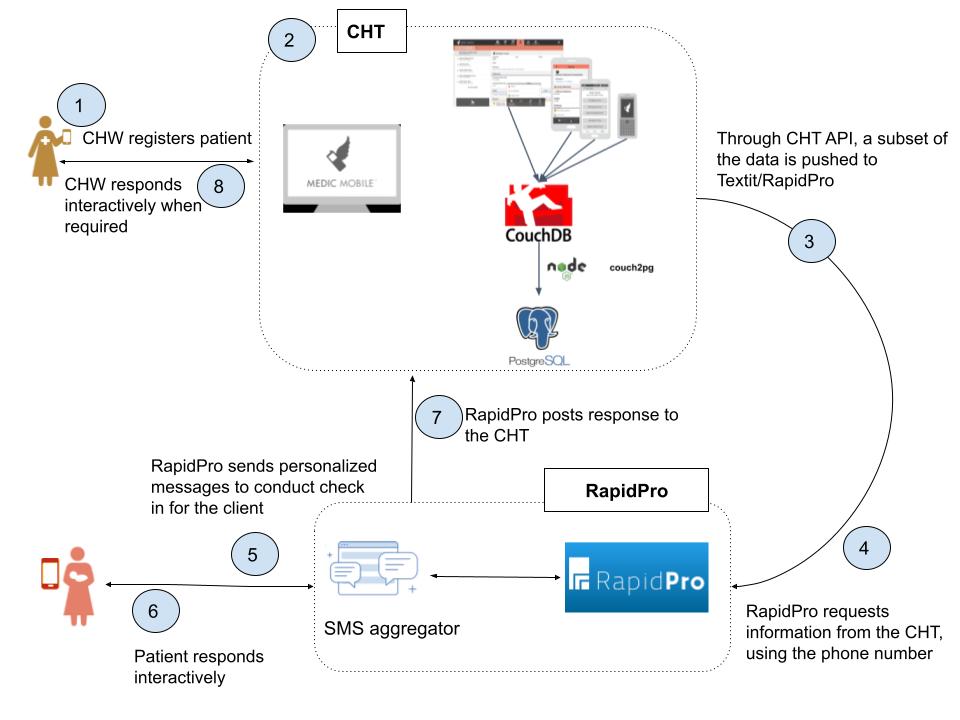 2
CHT
1
CHW registers patient
CHW responds
interactively when
required
8
MEDIC MOBILE
CouchDB
node
JS
couch2pg
PostgreSQL
Through CHT API, a subset of
the data is pushed to
Textit/RapidPro
3
7
RapidPro posts response to
the CHT
RapidPro sends personalized
messages to conduct check
in for the client
RapidPro
5
4
RapidPro
SMS aggregator
6
Patient responds
interactively
RapidPro requests
information from the CHT,
using the phone number